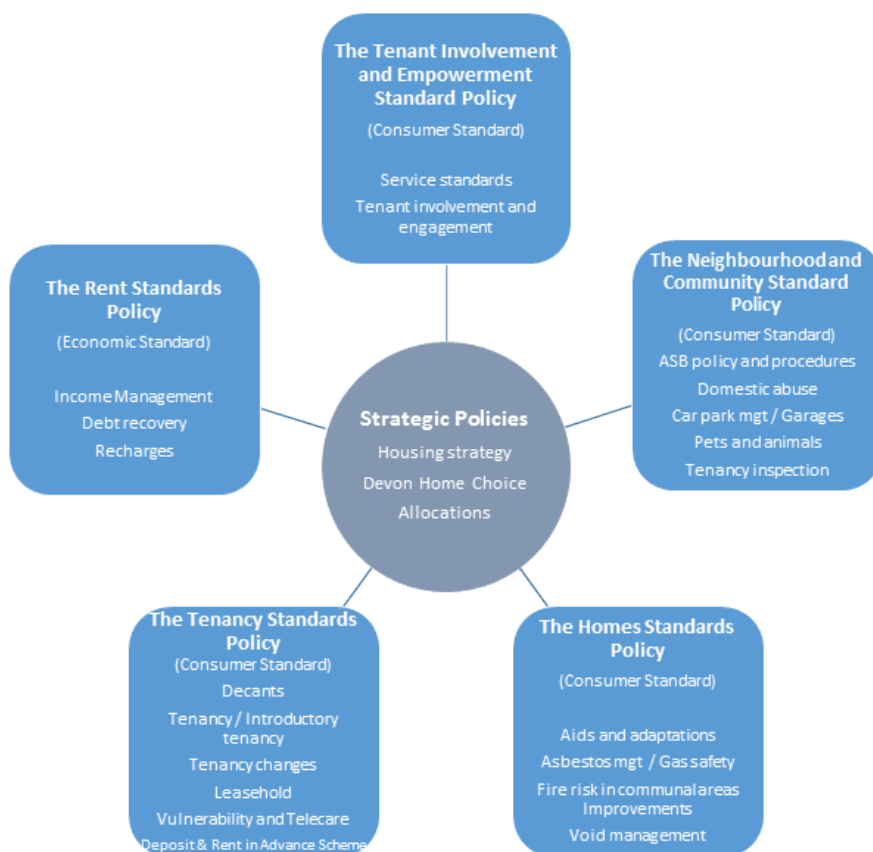 The Tenant Involvement
and Empowerment
Standard Policy
(Consumer Standard)
Service standards
Tenant involvement and
engagement
The Rent Standards
Policy
(Economic Standard)
Income Management
Debt recovery
Recharges
The Neighbourhood and
Community Standard
Policy
(Consumer Standard)
ASB policy and procedures
Domestic abuse
Car park mgt / Garages
Pets and animals
Tenancy inspection
Strategic Policies
Housing strategy
Devon Home Choice
Allocations
The Tenancy Standards
Policy
(Consumer Standard)
Decants
Tenancy / Introductory
tenancy
Tenancy changes
Leasehold
Vulnerability and Telecare
Deposit & Rent in Advance Scheme
The Homes Standards
Policy
(Consumer Standard)
Aids and adaptations
Asbestos mgt / Gas safety
Fire risk in communal areas
Improvements
Void management